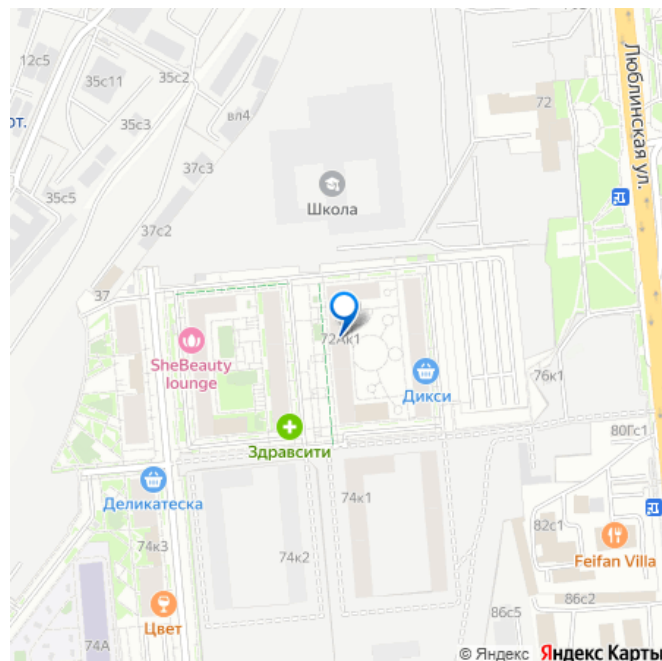 12с5
35с2
35с11
72
Люблинская ул.
от.
35с3
вл4
37с3
35с5
Школа
37с2
37
72Ак1
SheBeauty
lounge
Дикси
76к1
Здравсити
80Гс1
Деликатеска
74к1
82с1
74к3
74к2
Feifan Villa
86с2
86с5
Цвет
74А
© Яндекс Яндекс Карты